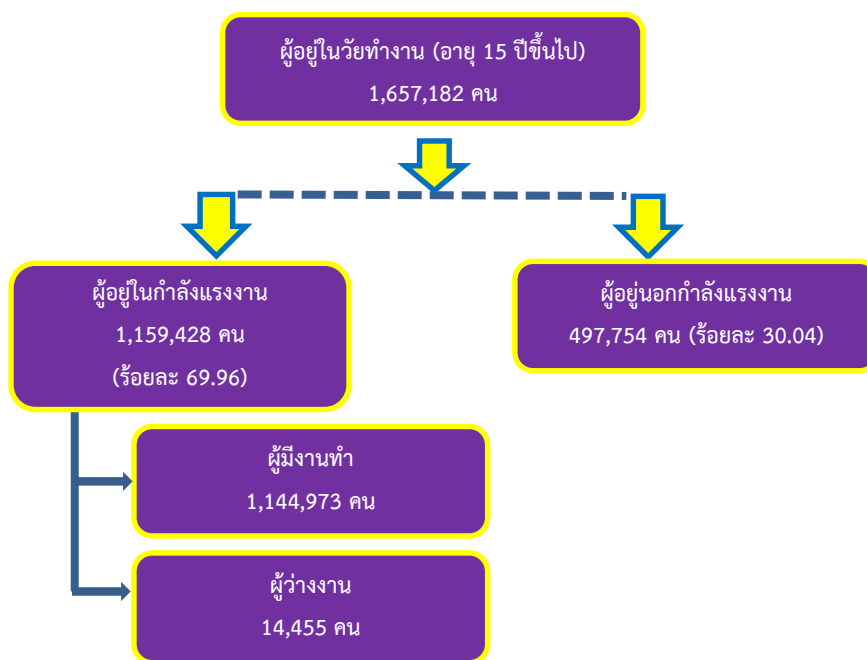 ผู้อยู่ในวัยทำงาน (อายุ 15 ปีขึ้นไป)
1,657,182 คน
ผู้อยู่ในกำลังแรงงาน
1,159,428 คน
(ร้อยละ 69.96)
ผู้อยู่นอกกำลังแรงงาน
497,754 คน (ร้อยละ 30.04)
ผู้มีงานทำ
1,144,973 คน
ผู้ว่างงาน
14,455 คน